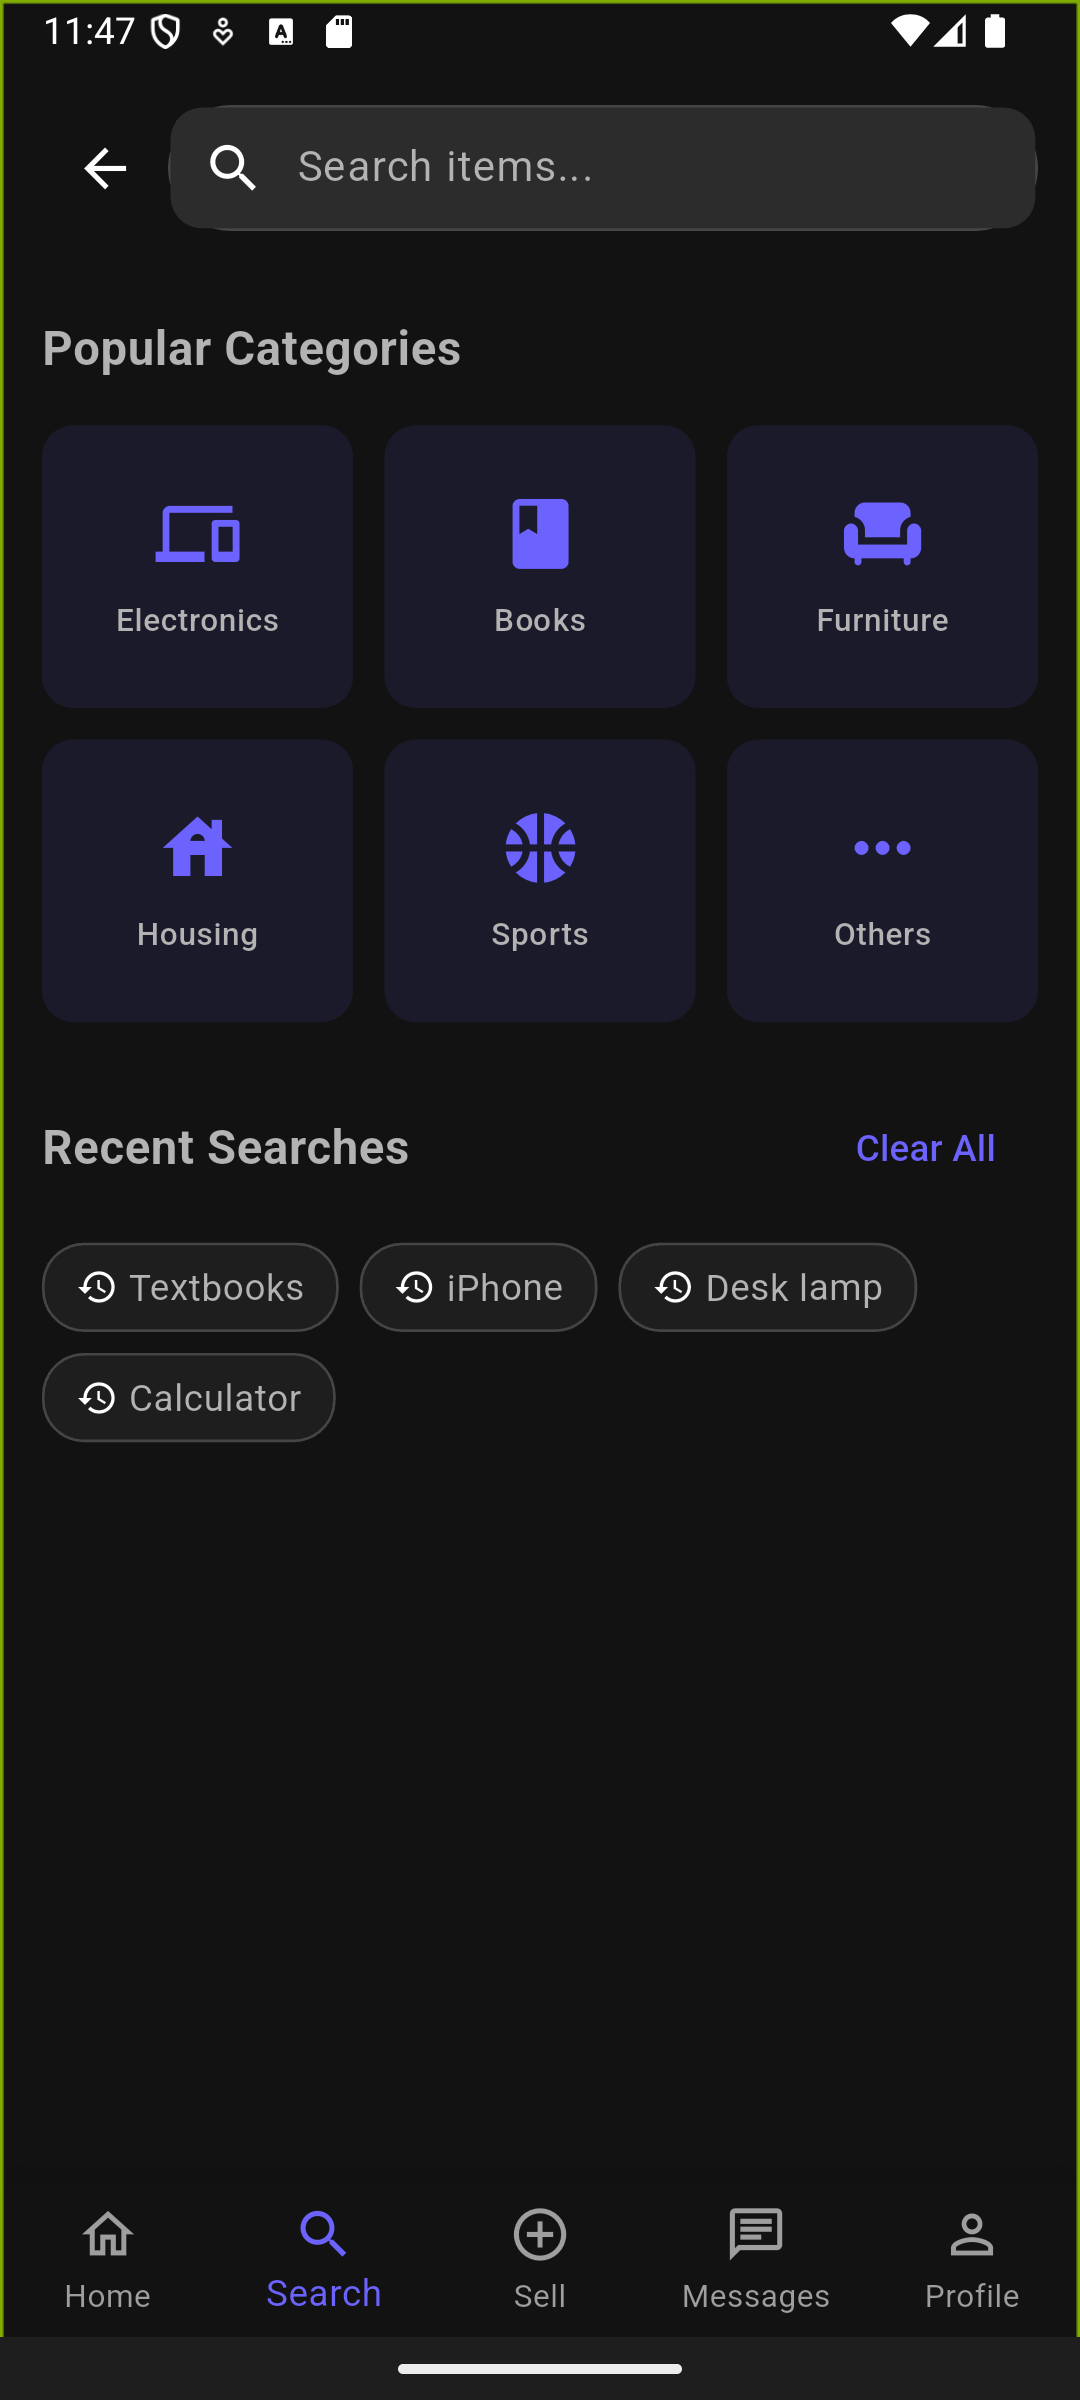 11:47
Search items...
Popular Categories
Electronics
Books
Furniture
Housing
Sports
Others
Recent Searches
Clear All
Textbooks
iPhone
Desk lamp
Calculator
Home
Search
Sell
Messages
Profile